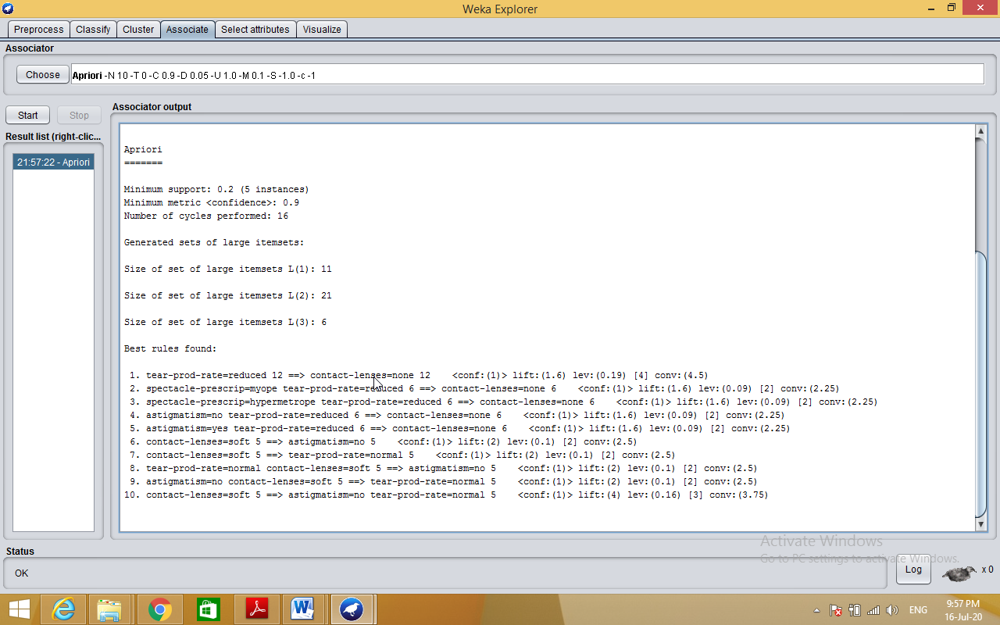 Weka Explorer
Preprocess Classify Cluster Associate Select attributes Visualize
Associator
Choose Apriori -N 10 -T 0 -C 0.9 -D 0.05 -U 1.0 -M 0.1 -S -1.0 -c -1
Start Stop
Result list (right-clic...
21:57:22 - Apriori
Associator output
Apriori
=======
Minimum support: 0.2 (5 instances)
Minimum metric <confidence>: 0.9
Number of cycles performed: 16
Generated sets of large itemsets:
Size of set of large itemsets L(1): 11
Size of set of large itemsets L(2): 21
Size of set of large itemsets L(3): 6
Best rules found:
1. tear-prod-rate=reduced 12 ==> contact-lenses=none 12 <conf:(1)> lift:(1.6) lev:(0.19) [4] conv:(4.5)
2. spectacle-prescrip=myope tear-prod-rate=reduced 6 ==> contact-lenses=none 6 <conf:(1)> lift:(1.6) lev:(0.09) [2] conv:(2.25)
3. spectacle-prescrip=hypermetrope tear-prod-rate=reduced 6 ==> contact-lenses=none 6 <conf:(1)> lift:(1.6) lev:(0.09) [2] conv:(2.25)
4. astigmatism=no tear-prod-rate=reduced 6 ==> contact-lenses=none 6 <conf:(1)> lift:(1.6) lev:(0.09) [2] conv:(2.25)
5. astigmatism=yes tear-prod-rate=reduced 6 ==> contact-lenses=none 6 <conf:(1)> lift:(1.6) lev:(0.09) [2] conv:(2.25)
6. contact-lenses=soft 5 ==> astigmatism=no 5 <conf:(1)> lift:(2) lev:(0.1) [2] conv:(2.5)
7. contact-lenses=soft 5 ==> tear-prod-rate=normal 5 <conf:(1)> lift:(2) lev:(0.1) [2] conv:(2.5)
8. tear-prod-rate=normal contact-lenses=soft 5 ==> astigmatism=no 5 <conf:(1)> lift:(2) lev:(0.1) [2] conv:(2.5)
9. astigmatism=no contact-lenses=soft 5 ==> tear-prod-rate=normal 5 <conf:(1)> lift:(2) lev:(0.1) [2] conv:(2.5)
10. contact-lenses=soft 5 ==> astigmatism=no tear-prod-rate=normal 5 <conf:(1)> lift:(4) lev:(0.16) [3] conv:(3.75)
Activate Windows
Go to PC settings to activate Windows.
Status
OK
Log
x 0
ENG
9:57 PM
16-Jul-20